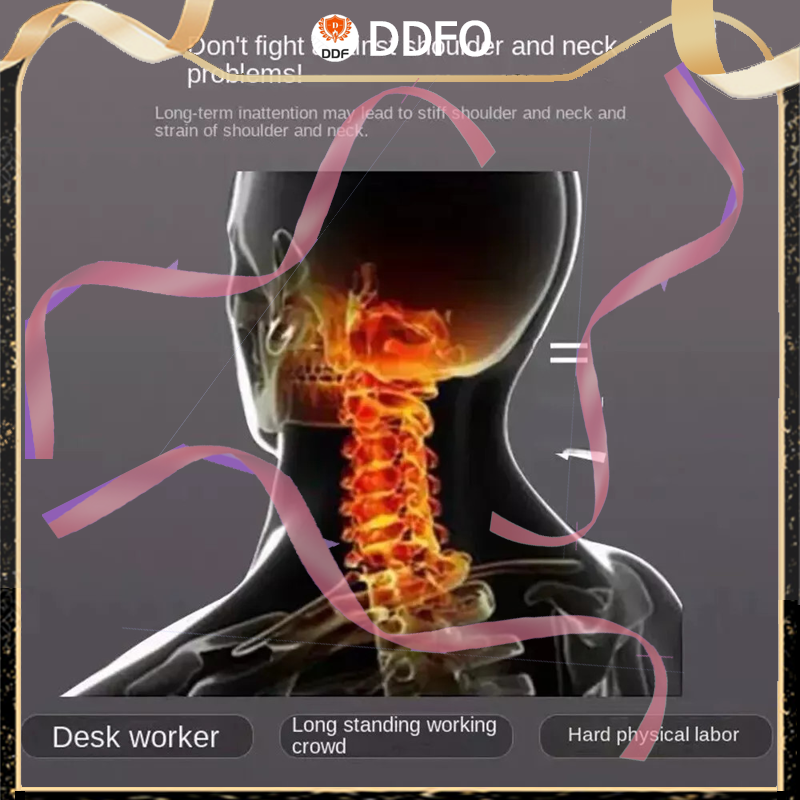 DDFO
DDF
Don't fight against shoulder and neck
problems!
Long-term inattention may lead to stiff shoulder and neck and
strain of shoulder and neck.
Desk worker
Long standing working
crowd
Hard physical labor